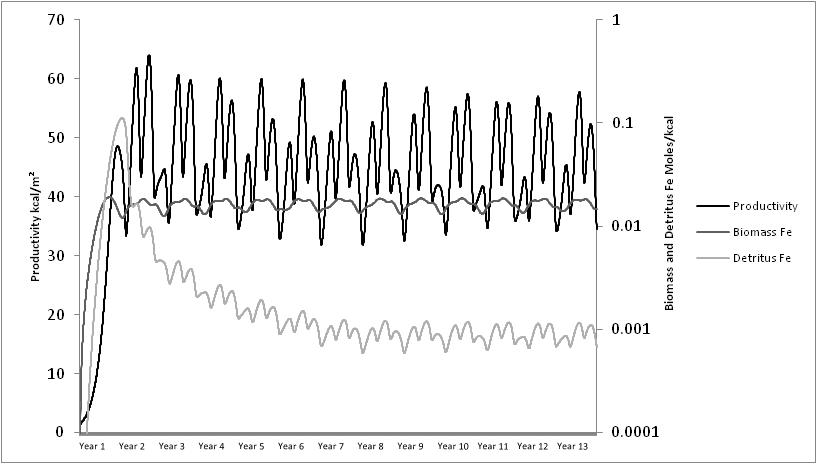 70
60
50
40
30
20
10
0
Productivity kcal/m²
1
0.1
0.01
0.001
0.0001
Biomass and Detritus Fe Moles/kcal
Productivity
Biomass Fe
Detritus Fe
Year 1 Year 2 Year 3 Year 4 Year 5 Year 6 Year 7 Year 8 Year 9 Year 10 Year 11 Year 12 Year 13